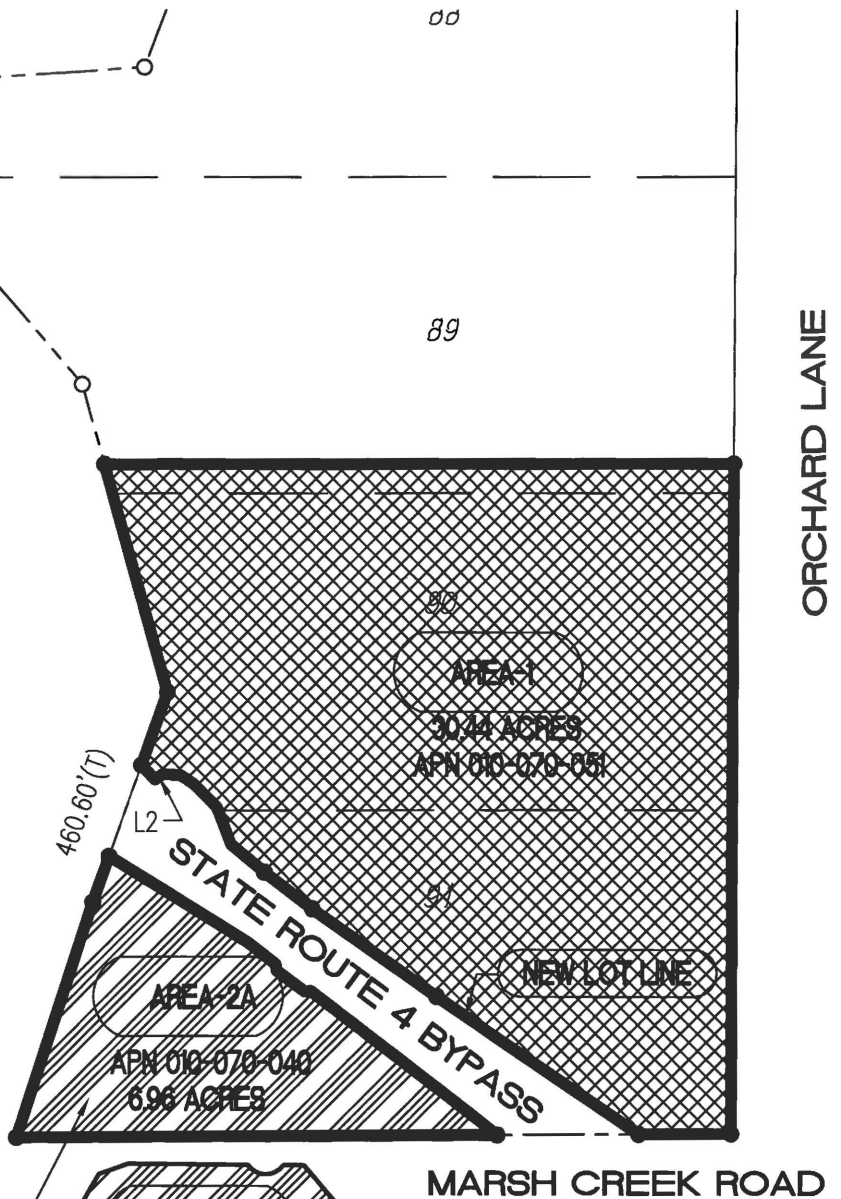 89
ORCHARD LANE
90
AREA-1
30.44 ACRES
APN 010-070-051
460.60'(T)
L2
STATE ROUTE 4 BYPASS
91
NEW LOT LINE
AREA-2A
APN 010-070-040
6.96 ACRES
MARSH CREEK ROAD